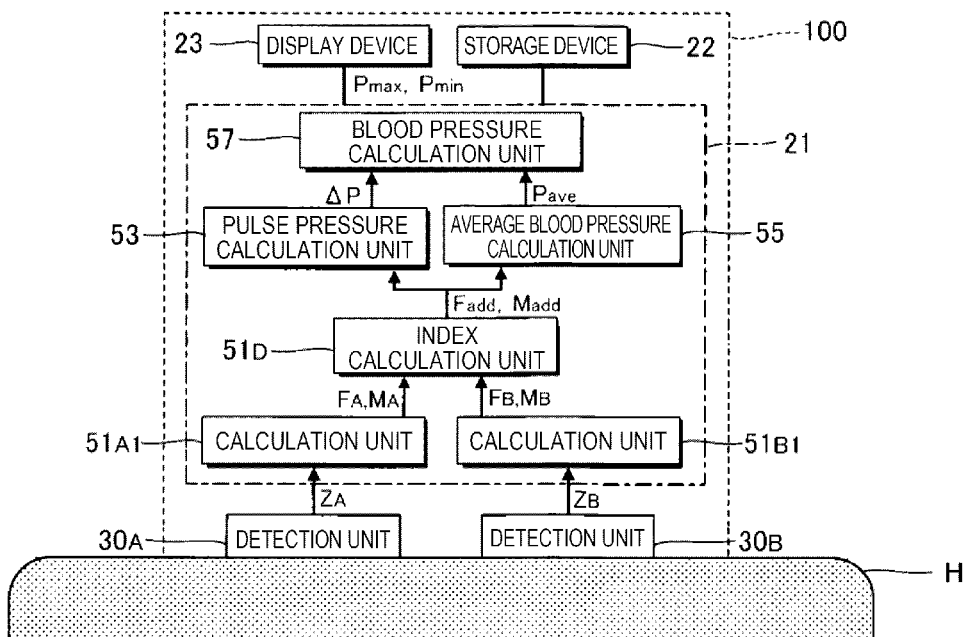 23
DISPLAY DEVICE
STORAGE DEVICE
22
100
Pmax, Pmin
57
BLOOD PRESSURE
CALCULATION UNIT
21
ΔP
Pave
53
PULSE PRESSURE
CALCULATION UNIT
AVERAGE BLOOD PRESSURE
CALCULATION UNIT
55
Fadd, Madd
51D
INDEX
CALCULATION UNIT
FA,MA
FB,MB
51A1
CALCULATION UNIT
CALCULATION UNIT
51B1
ZA
ZB
30A
DETECTION UNIT
DETECTION UNIT
30B
H